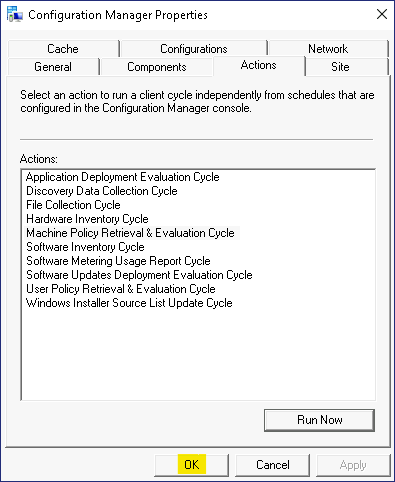 Configuration Manager Properties
Cache Configurations Network
General Components Actions Site
Select an action to run a client cycle independently from schedules that are
configured in the Configuration Manager console.
Actions:
Application Deployment Evaluation Cycle
Discovery Data Collection Cycle
File Collection Cycle
Hardware Inventory Cycle
Machine Policy Retrieval & Evaluation Cycle
Software Inventory Cycle
Software Metering Usage Report Cycle
Software Updates Deployment Evaluation Cycle
User Policy Retrieval & Evaluation Cycle
Windows Installer Source List Update Cycle
Run Now
OK Cancel Apply